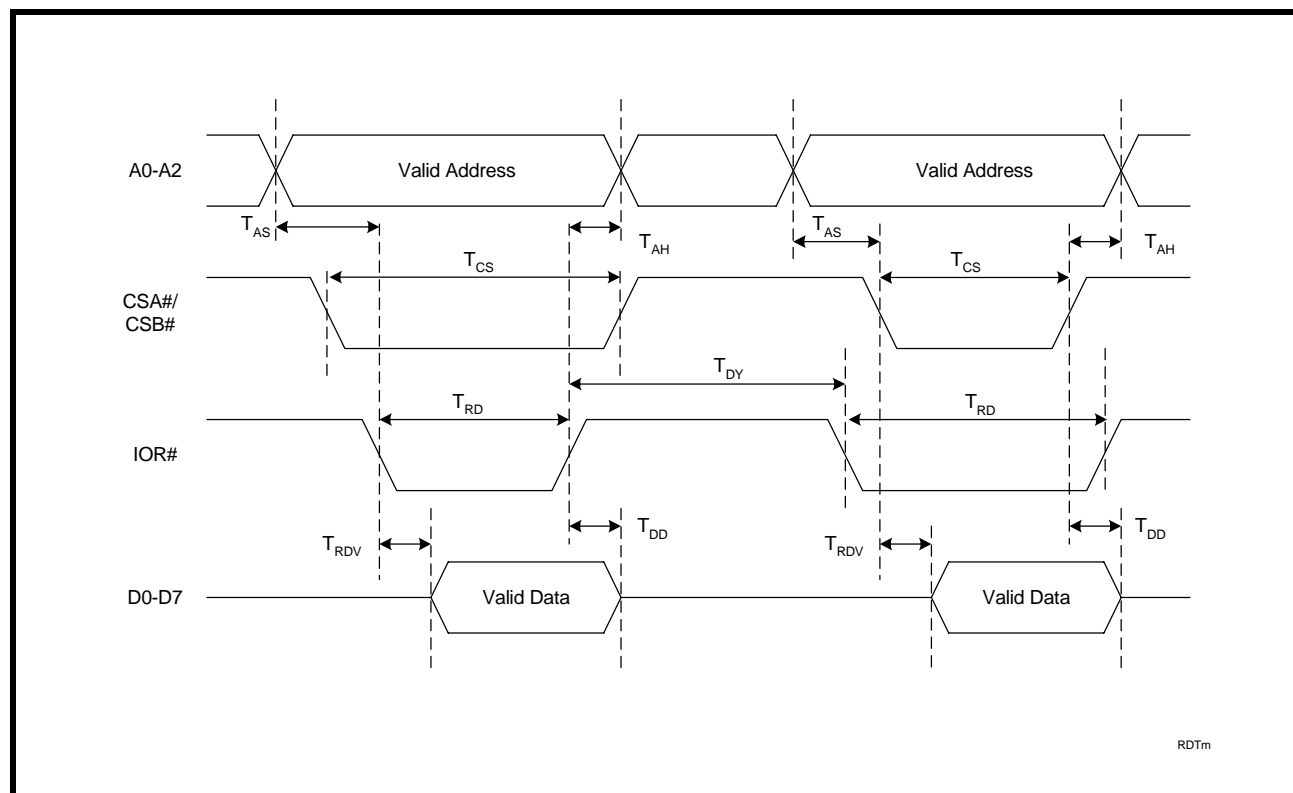 A0-A2
Valid Address
Valid Address
TAS
TAH
TAS
TAH
TCS
TCS
CSA#/
CSB#
TDY
TRD
TRD
IOR#
TRDV
TDD
TRDV
TDD
D0-D7
Valid Data
Valid Data
RDTm